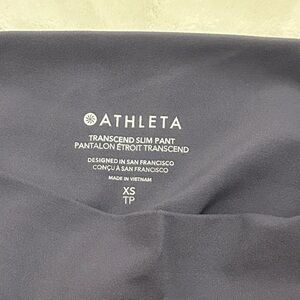 ATHLETA
TRANSCEND SLIM PANT
PANTALON ÉTROIT TRANSCEND
DESIGNED IN SAN FRANCISCO
CONÇU À SAN FRANCISCO
MADE IN VIETNAM
XS
TP